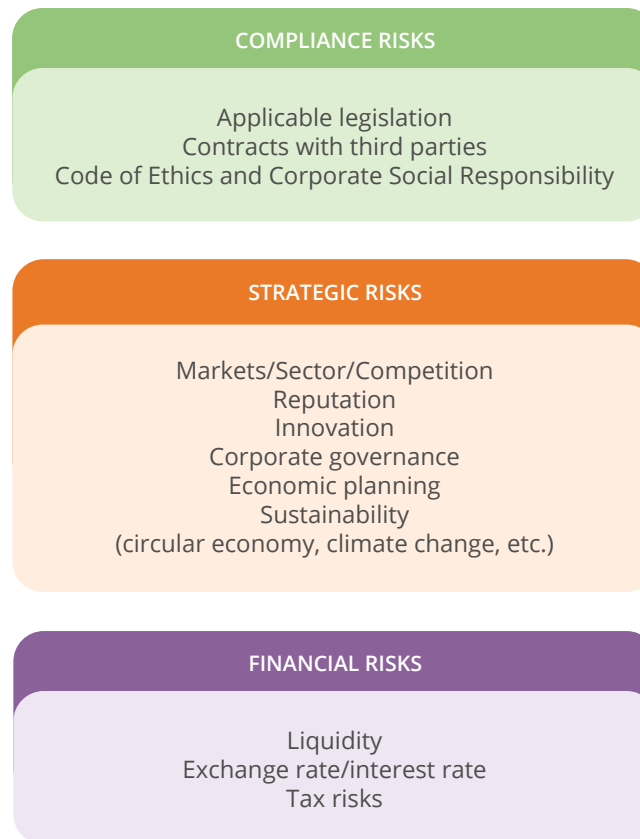 COMPLIANCE RISKS
Applicable legislation
Contracts with third parties
Code of Ethics and Corporate Social Responsibility
STRATEGIC RISKS
Markets/Sector/Competition
Reputation
Innovation
Corporate governance
Economic planning
Sustainability
(circular economy, climate change, etc.)
FINANCIAL RISKS
Liquidity
Exchange rate/interest rate
Tax risks